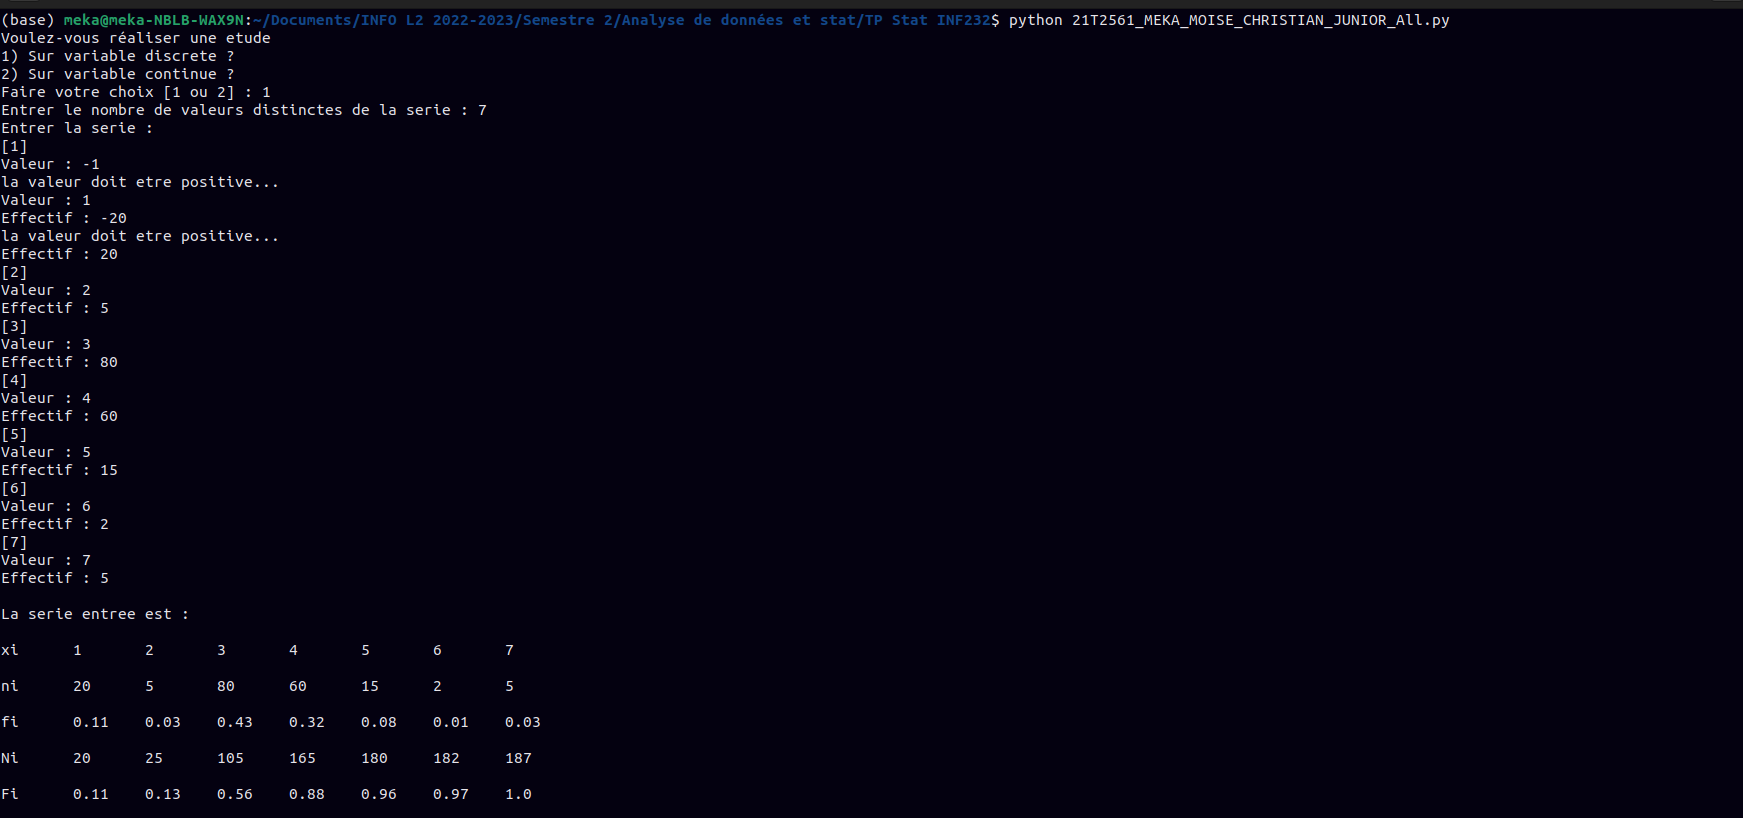 (base) meka@meka-NBLB-WAX9N:~/Documents/INFO L2 2022-2023/Semestre 2/Analyse de données et stat/TP Stat INF232$ python 21T2561_MEKA_MOISE_CHRISTIAN_JUNIOR_All.py
Voulez-vous réaliser une etude
1) Sur variable discrete ?
2) Sur variable continue ?
Faire votre choix [1 ou 2] : 1
Entrer le nombre de valeurs distinctes de la serie : 7
Entrer la serie :
[1]
Valeur : -1
la valeur doit etre positive...
Valeur : 1
Effectif : -20
la valeur doit etre positive...
Effectif : 20
[2]
Valeur : 2
Effectif : 5
[3]
Valeur : 3
Effectif : 80
[4]
Valeur : 4
Effectif : 60
[5]
Valeur : 5
Effectif : 15
[6]
Valeur : 6
Effectif : 2
[7]
Valeur : 7
Effectif : 5
La serie entree est :
xi 1 2 3 4 5 6 7
ni 20 5 80 60 15 2 5
fi 0.11 0.03 0.43 0.32 0.08 0.01 0.03
Ni 20 25 105 165 180 182 187
Fi 0.11 0.13 0.56 0.88 0.96 0.97 1.0